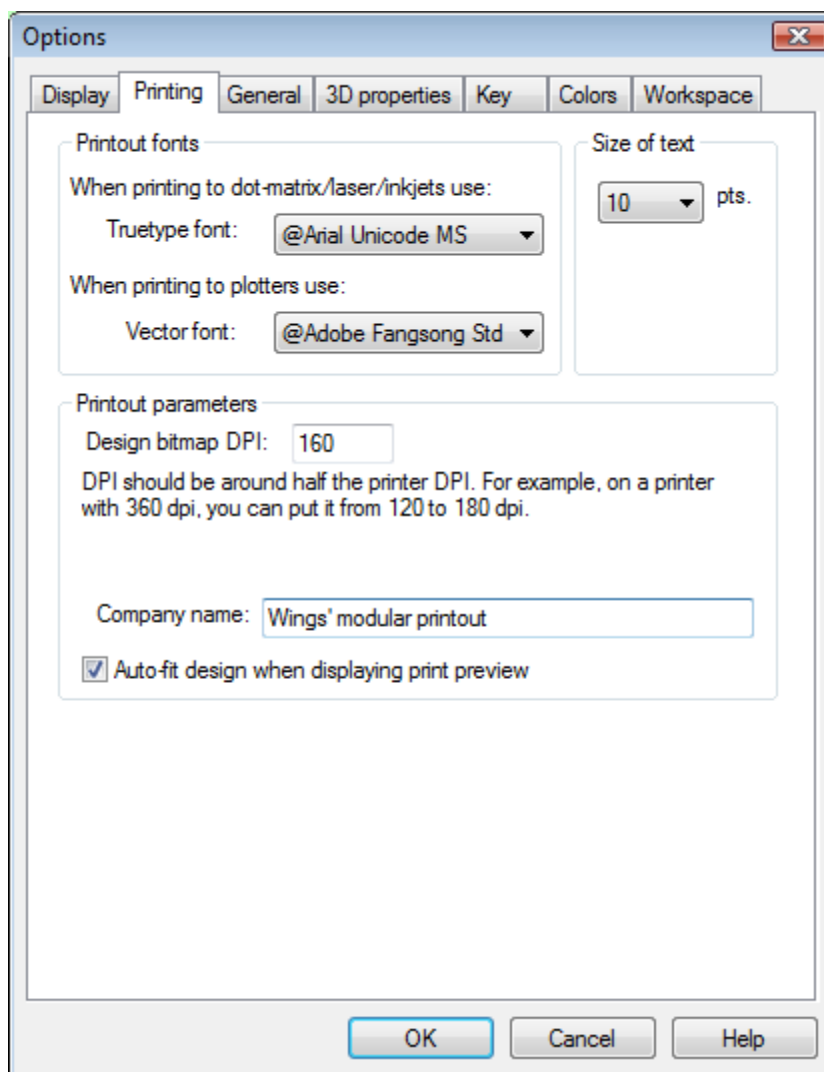 Options
Display Printing General 3D properties Key Colors Workspace
Printout fonts
When printing to dot-matrix/laser/inkjets use:
Truetype font: @Arial Unicode MS
When printing to plotters use:
Vector font: @Adobe Fangsong Std
Size of text
10 pts.
Printout parameters
Design bitmap DPI: 160
DPI should be around half the printer DPI. For example, on a printer
with 360 dpi, you can put it from 120 to 180 dpi.
Company name: Wings' modular printout
Auto-fit design when displaying print preview
OK Cancel Help